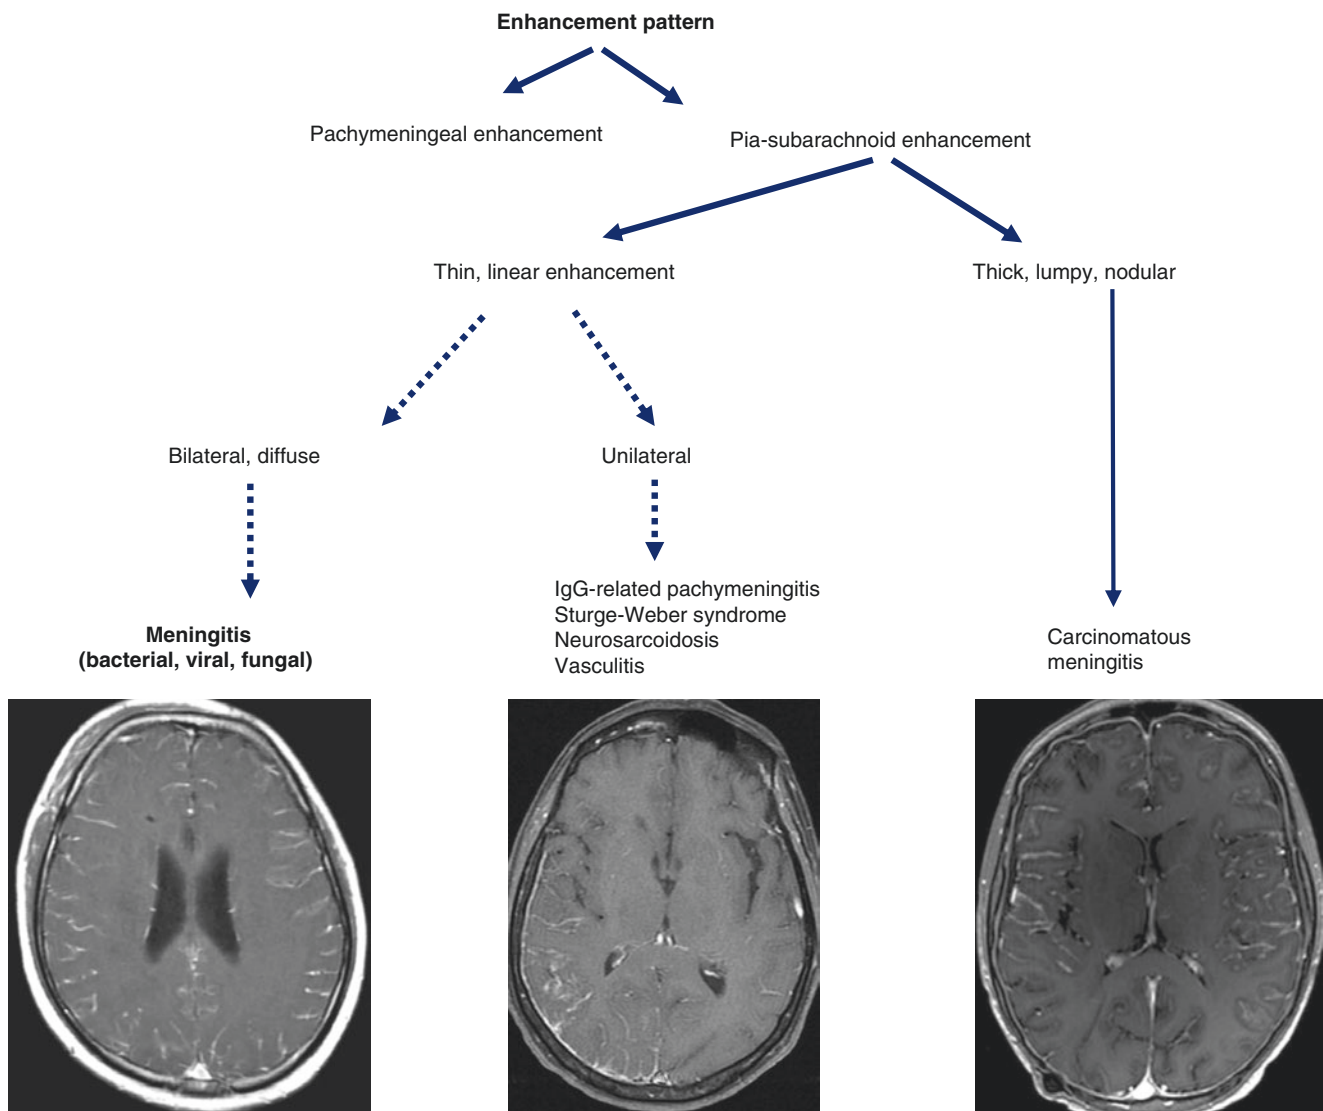 Enhancement pattern
Pachymeningeal enhancement
Pia-subarachnoid enhancement
Thin, linear enhancement
Thick, lumpy, nodular
Bilateral, diffuse
Unilateral
Meningitis
(bacterial, viral, fungal)
IgG-related pachymeningitis
Sturge-Weber syndrome
Neurosarcoidosis
Vasculitis
Carcinomatous
meningitis